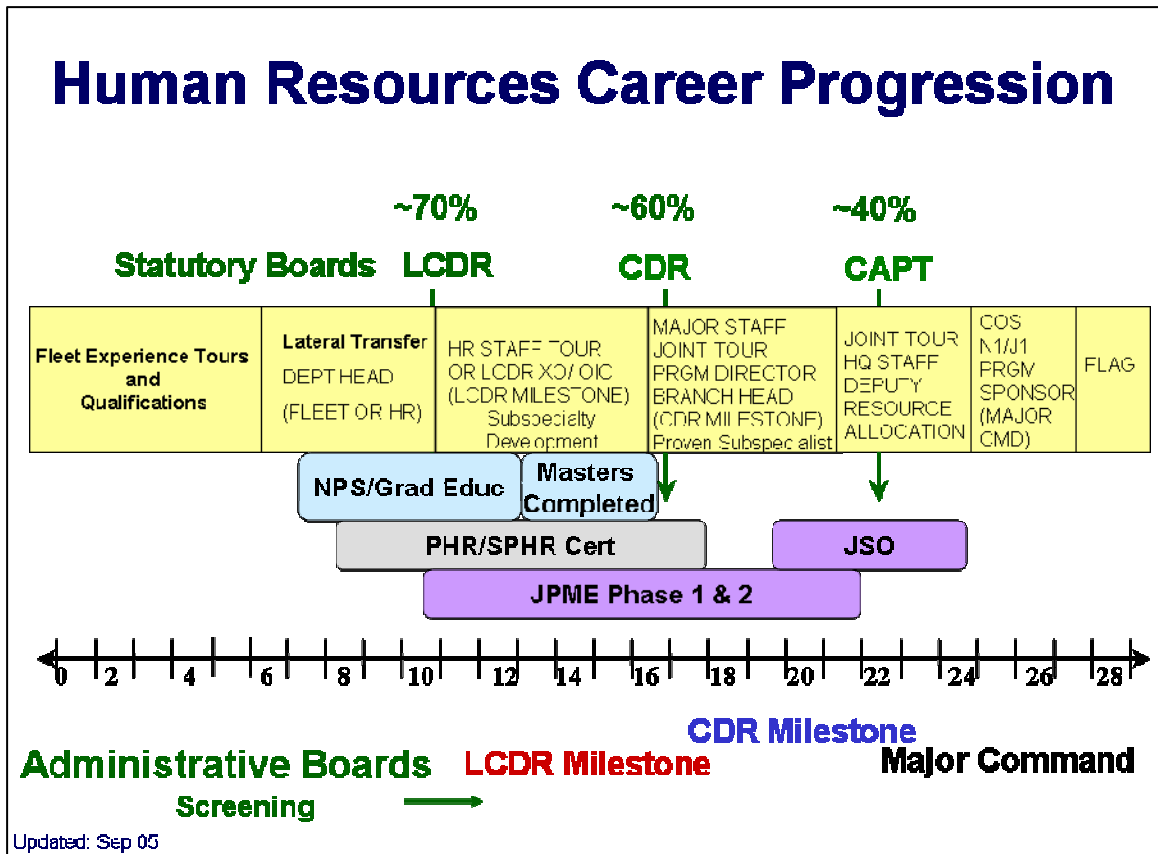 Human Resources Career Progression
~70%
~60%
~40%
Statutory Boards
LCDR
CDR
CAPT
Fleet Experience Tours
and
Qualifications
Lateral Transfer
DEPT HEAD
(FLEET OR HR)
HR STAFF TOUR
OR LCDR XO/ OIC
(LCDR MILESTONE)
Subspecialty
Development
MAJOR STAFF
JOINT TOUR
PRGM DIRECTOR
BRANCH HEAD
(CDR MILESTONE)
Proven Subspecialist
JOINT TOUR
HQ STAFF
DEPUTY
RESOURCE
ALLOCATION
COS
N1/J1
PRGM
SPONSOR
(MAJOR
CMD)
FLAG
NPS/Grad Educ
Masters
Completed
PHR/SPHR Cert
JSO
JPME Phase 1 & 2
0 2 4 6 8 10 12 14 16 18 20 22 24 26 28
CDR Milestone
Administrative Boards
LCDR Milestone
Major Command
Screening
Updated: Sep 05